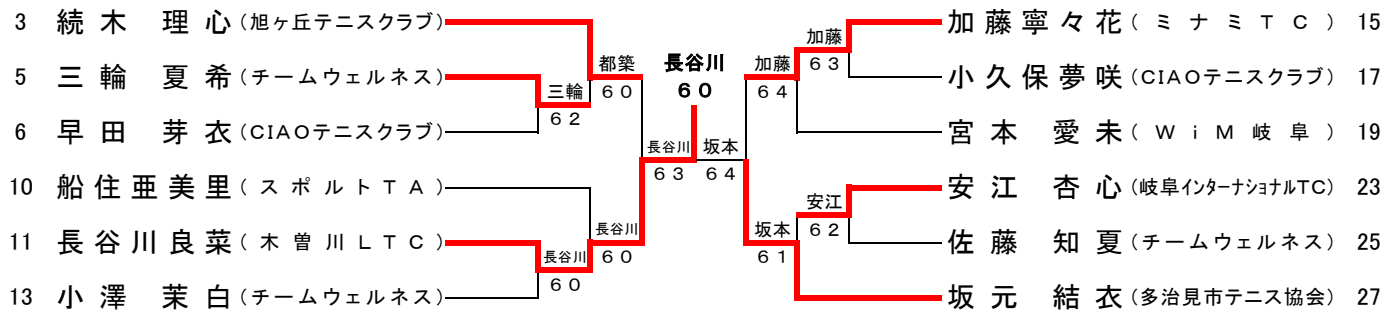 3 続木 理心 (旭ヶ丘テニスクラブ)
5 三輪 夏希 (チームウェルネス)
6 早田 芽衣 (CIAOテニスクラブ)
10 船住亜美里 (スポルトTA)
11 長谷川良菜 (木曽川LTC)
13 小澤 茉白 (チームウェルネス)
三輪
62
都築
60
長谷川
60
長谷川
60
長谷川
63
長谷川
60
坂本
64
加藤
64
加藤
63
坂本
61
安江
62
加藤寧々花 (ミナミTC) 15
小久保夢咲 (CIAOテニスクラブ) 17
宮本 愛未 (WiM岐阜) 19
安江 杏心 (岐阜インターナショナルTC) 23
佐藤 知夏 (チームウェルネス) 25
坂元 結衣 (多治見市テニス協会) 27